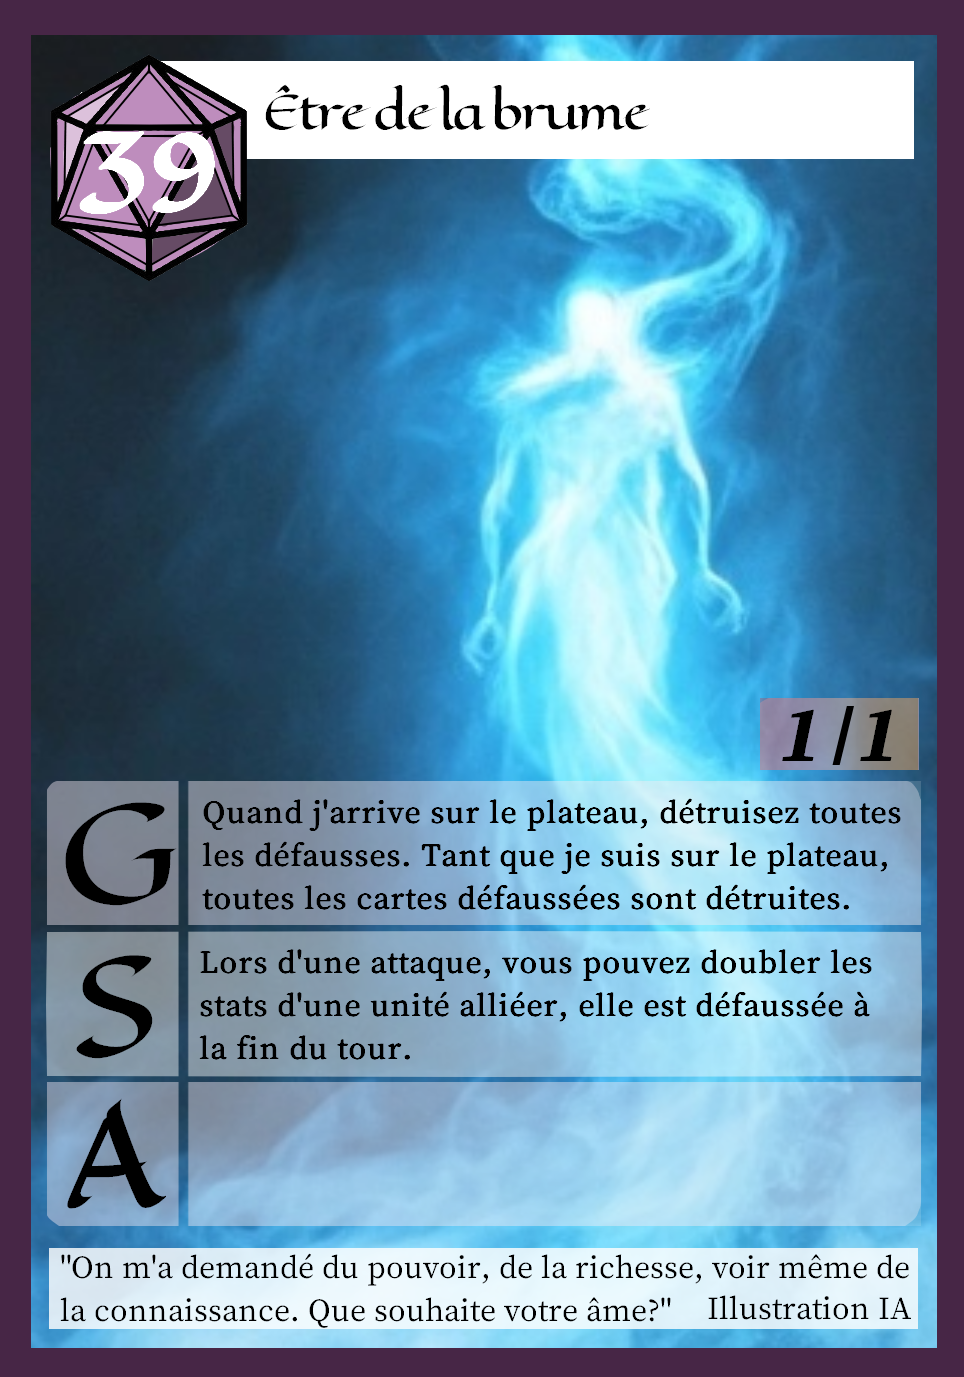 39
Être de la brume
1/1
G
Quand j'arrive sur le plateau, détruisez toutes
les défausses. Tant que je suis sur le plateau,
toutes les cartes défaussées sont détruites.
S
Lors d'une attaque, vous pouvez doubler les
stats d'une unité alliéer, elle est défaussée à
la fin du tour.
A
"On m'a demandé du pouvoir, de la richesse, voir même de
la connaissance. Que souhaite votre âme?" Illustration IA